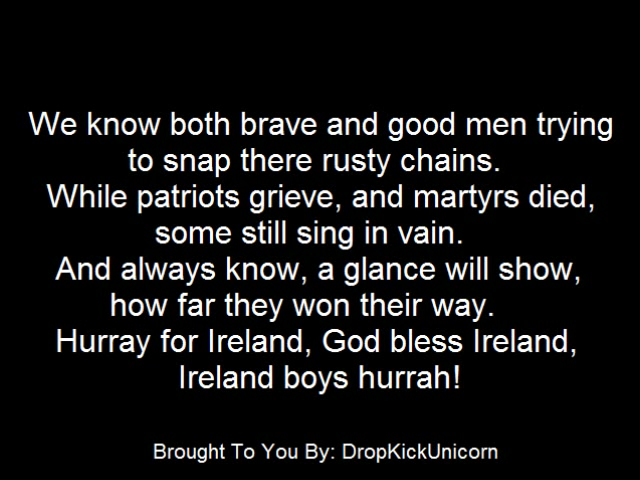 We know both brave and good men trying
to snap there rusty chains.
While patriots grieve, and martyrs died,
some still sing in vain.
And always know, a glance will show,
how far they won their way.
Hurray for Ireland, God bless Ireland,
Ireland boys hurrah!
Brought To You By: DropKickUnicorn